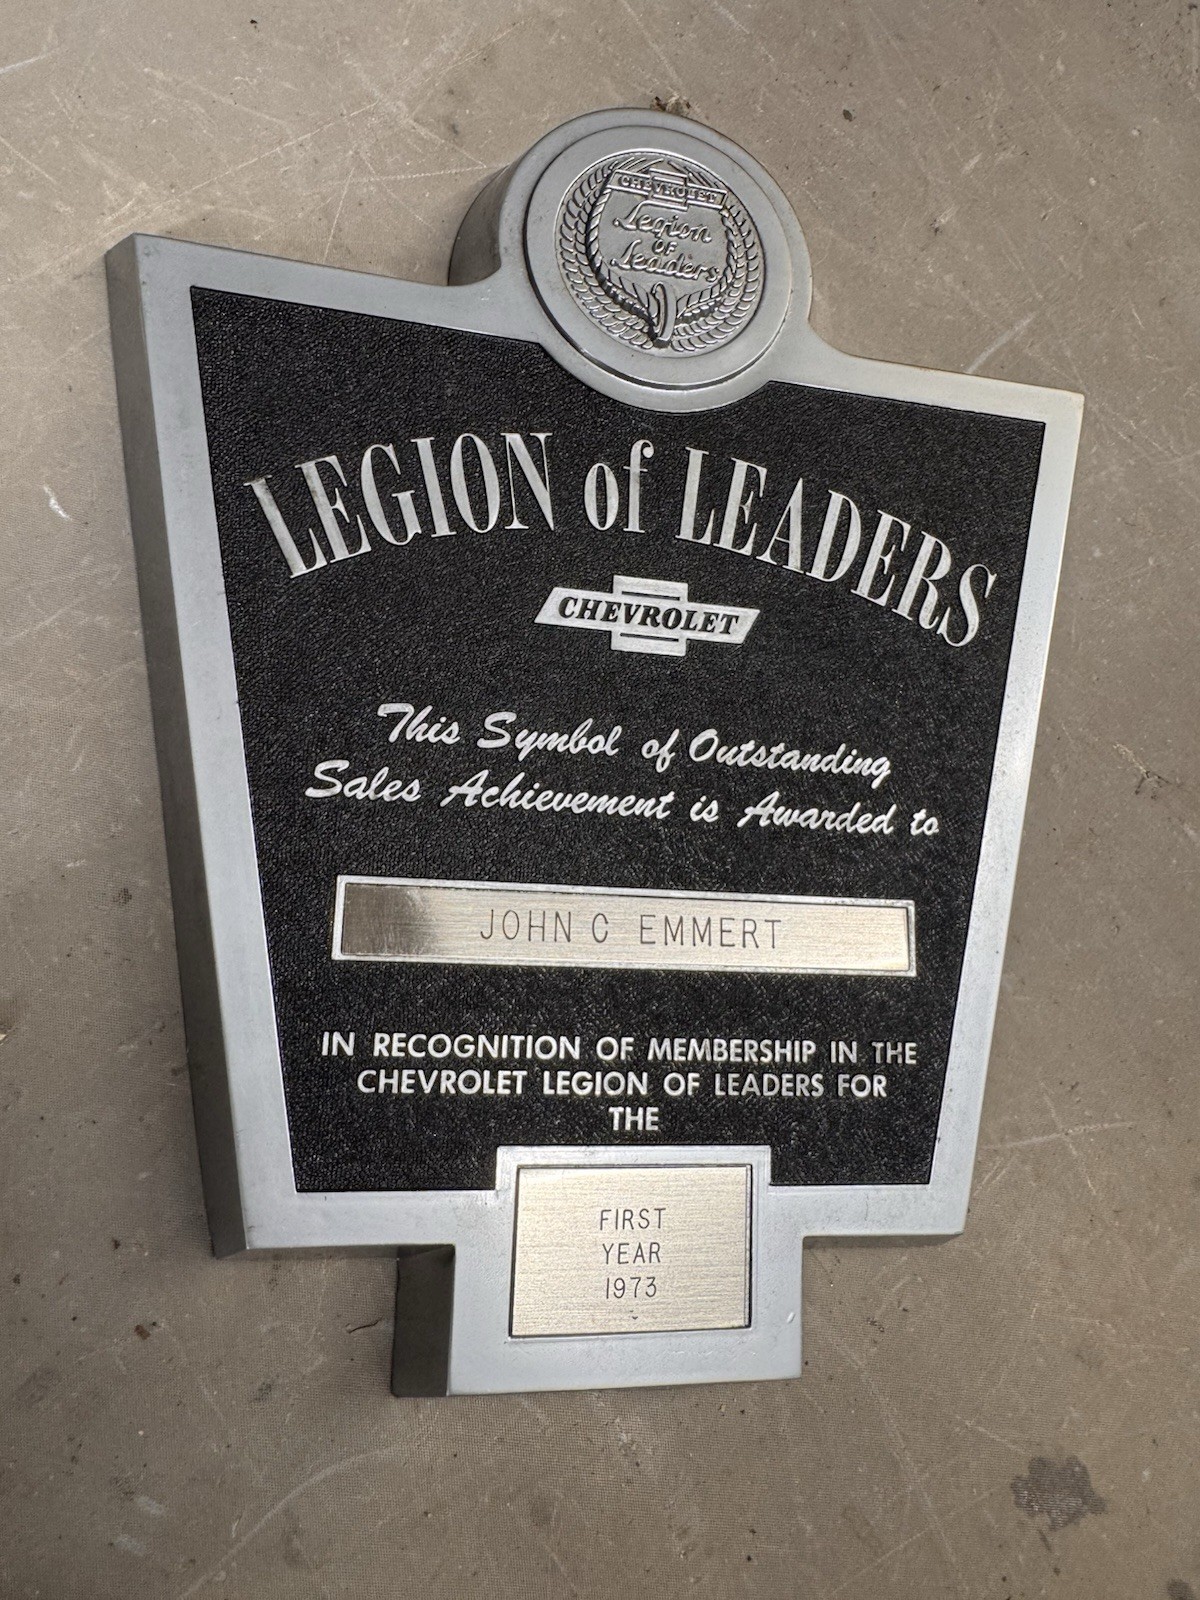 CHEVROLET
Legion
OF
Leaders
LEGION of LEADERS
CHEVROLET
This Symbol of Outstanding
Sales Achievement is Awarded to
JOHN C EMMERT
IN RECOGNITION OF MEMBERSHIP IN THE
CHEVROLET LEGION OF LEADERS FOR
THE
FIRST
YEAR
1973